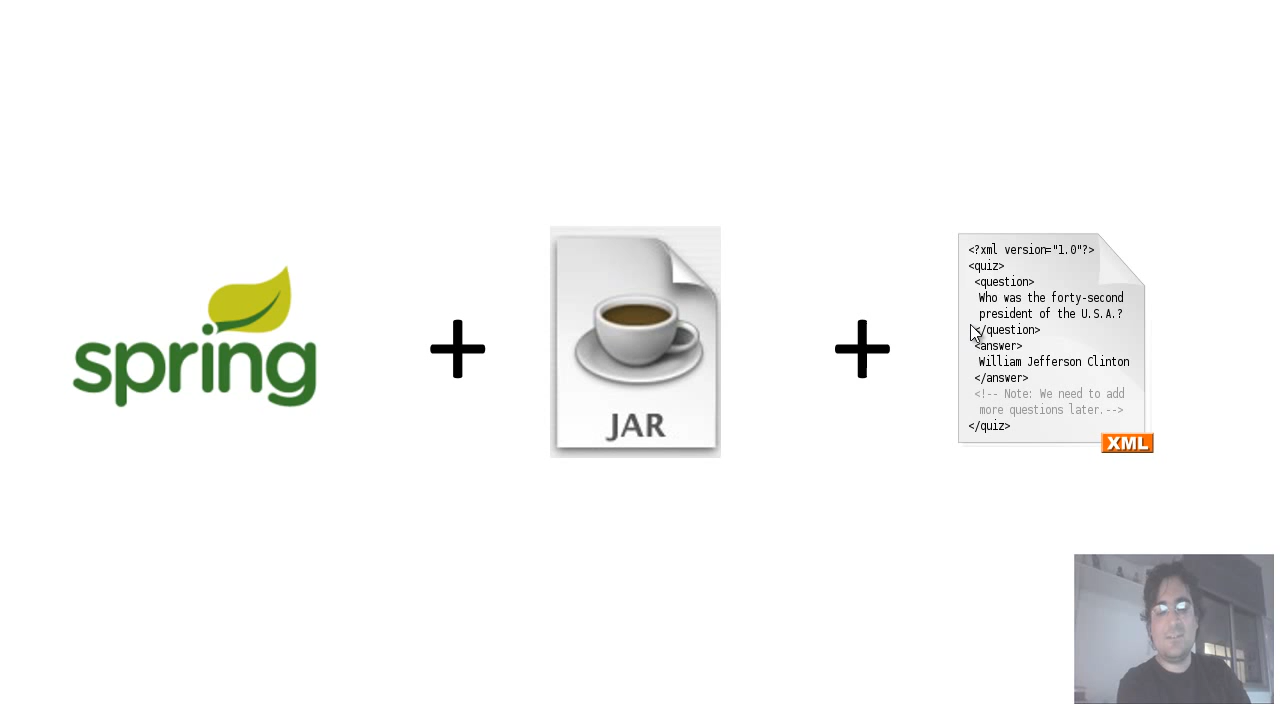 spring
+
JAR
+
<?xml version="1.0"?>
<quiz>
<question>
Who was the forty-second
president of the U.S.A.?
</question>
<answer>
William Jefferson Clinton
</answer>
<!-- Note: We need to add
more questions later.-->
</quiz>
XML